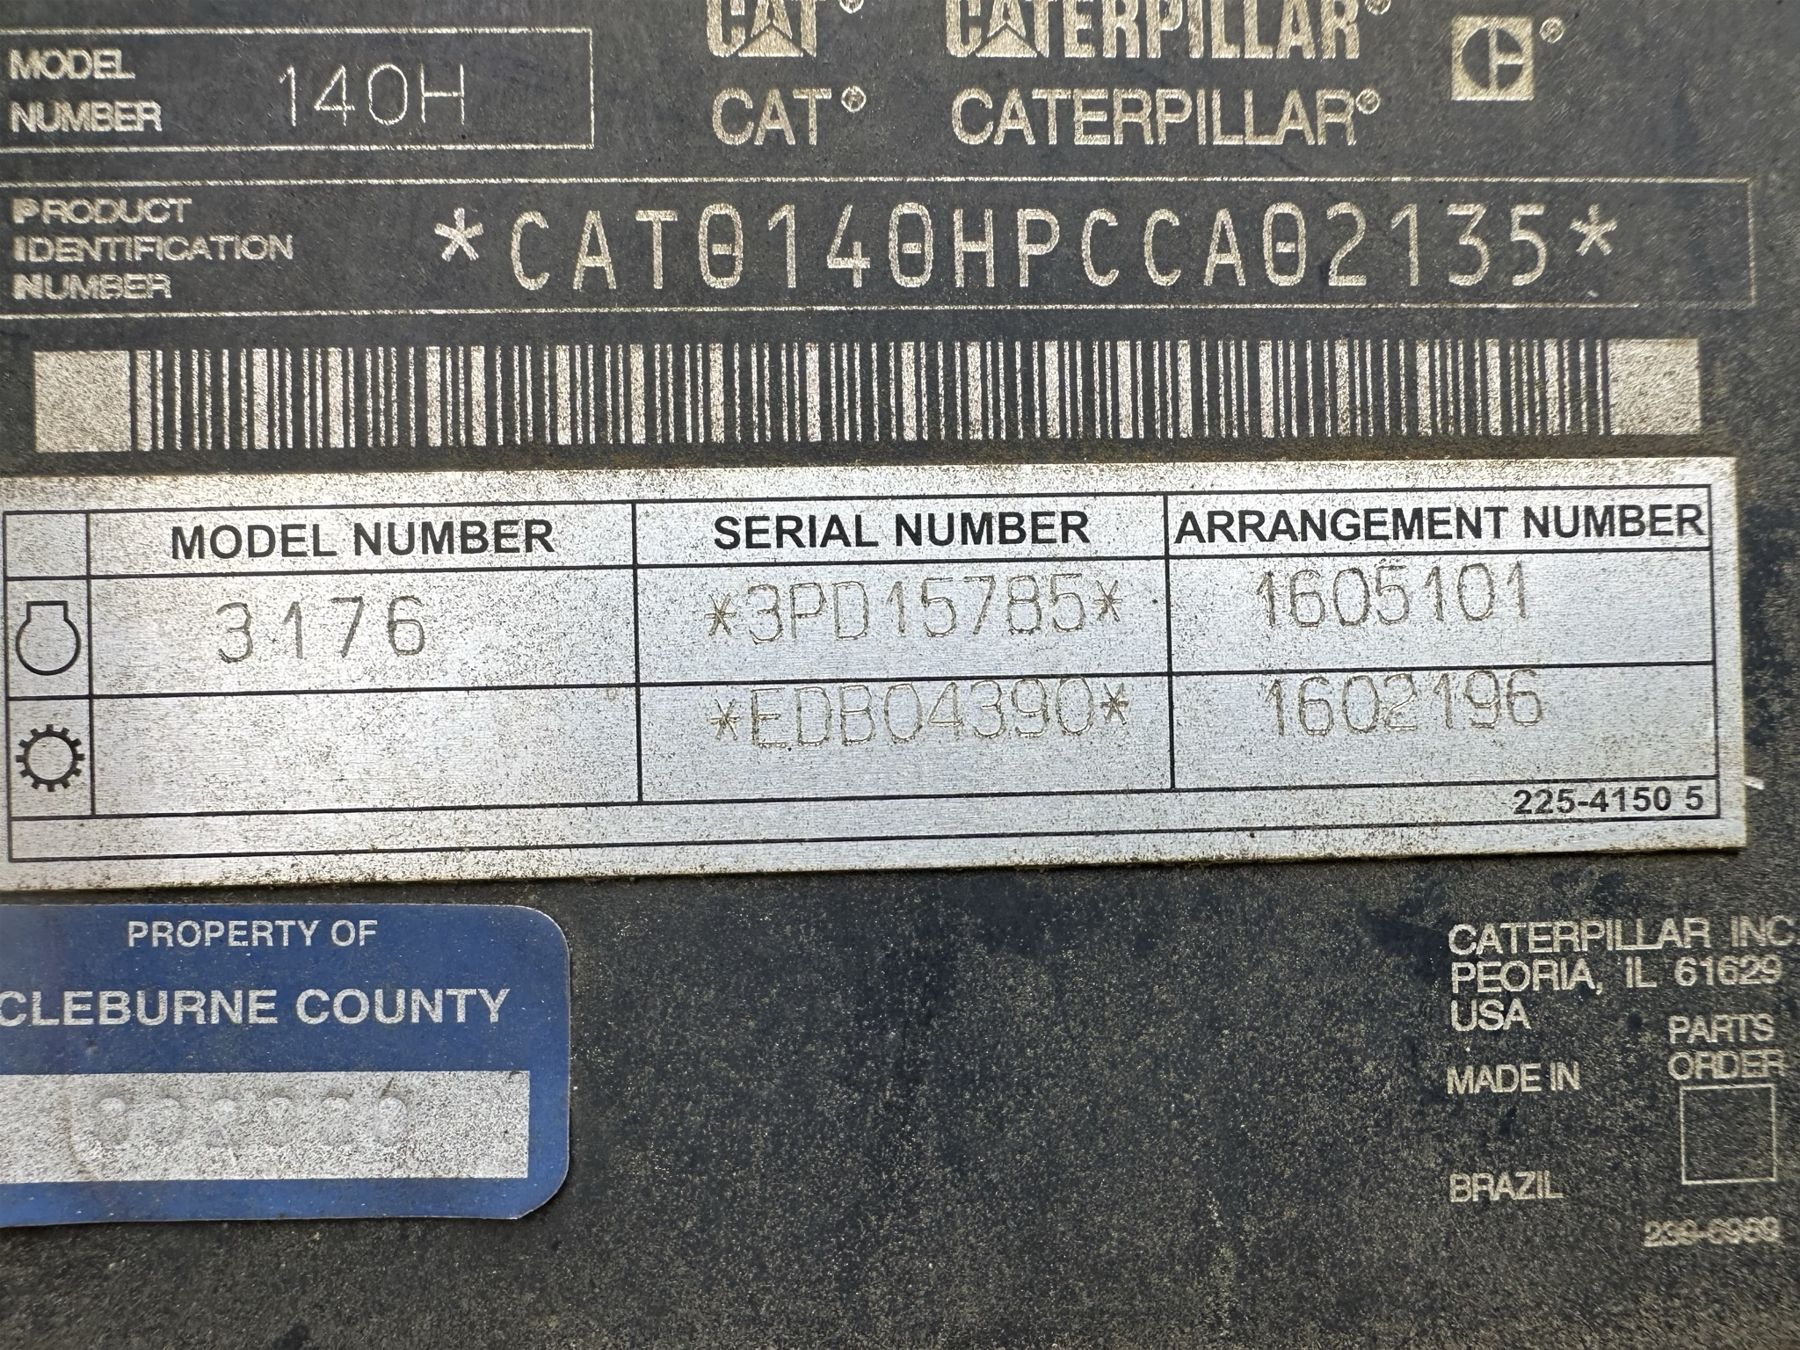 CAT® CATERPILLAR®
MODEL NUMBER 140H
CAT® CATERPILLAR®
PRODUCT IDENTIFICATION NUMBER *CAT0140HPCCA02135*
MODEL NUMBER SERIAL NUMBER ARRANGEMENT NUMBER
3176 *3PD15785* 1605101
*EDB04390* 1602196
225-4150 5
PROPERTY OF
CLEBURNE COUNTY
CATERPILLAR INC.
PEORIA, IL 61629
USA
PARTS
ORDER
MADE IN
BRAZIL
239-6989